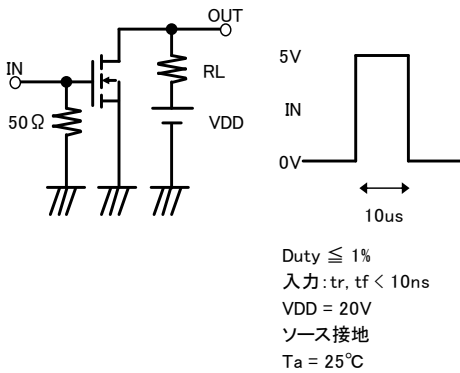 OUT
IN
RL
50Ω
VDD
5V
IN
0V
10us
Duty ≦ 1%
入力:tr, tf < 10ns
VDD = 20V
ソース接地
Ta = 25℃